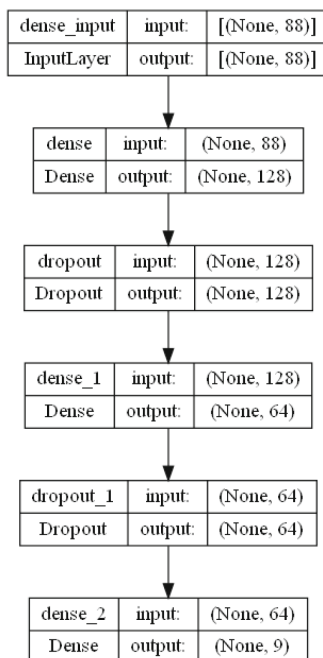 dense_input input: [(None, 88)]
InputLayer output: [(None, 88)]
dense input: (None, 88)
Dense output: (None, 128)
dropout input: (None, 128)
Dropout output: (None, 128)
dense_1 input: (None, 128)
Dense output: (None, 64)
dropout_1 input: (None, 64)
Dropout output: (None, 64)
dense_2 input: (None, 64)
Dense output: (None, 9)